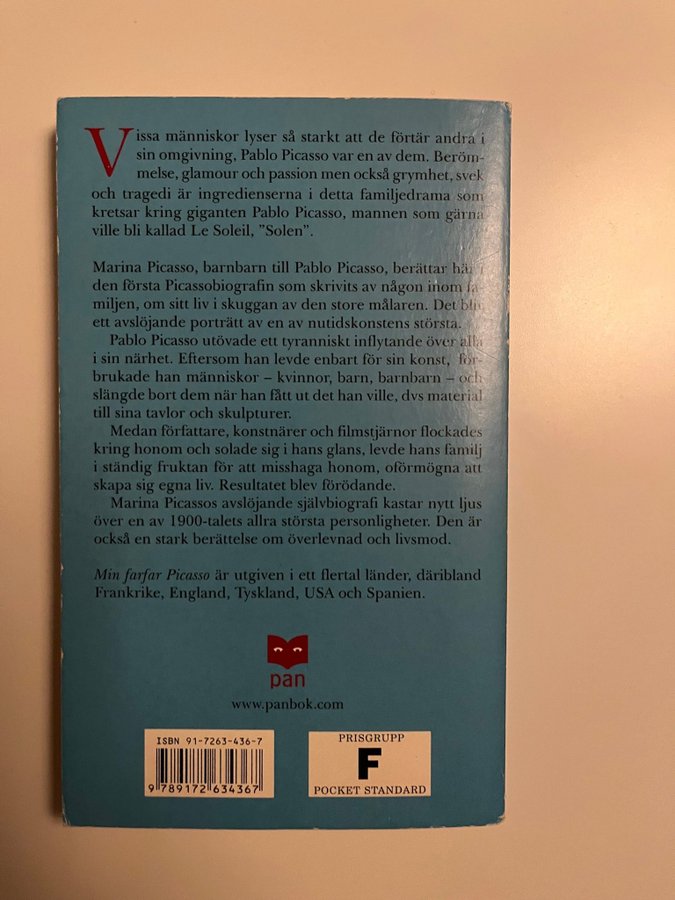 Vissa människor lyser så starkt att de förtär andra i
sin omgivning, Pablo Picasso var en av dem. Beröm-
melse, glamour och passion men också grymhet, svek
och tragedi är ingredienserna i detta familjedrama som
kretsar kring giganten Pablo Picasso, mannen som gärna
ville bli kallad Le Soleil, ”Solen”.
Marina Picasso, barnbarn till Pablo Picasso, berättar här i
den första Picassobiografin som skrivits av någon inom fa-
miljen, om sitt liv i skuggan av den store målaren. Det blir
ett avslöjande porträtt av en av nutidskonstens största.
Pablo Picasso utövade ett tyranniskt inflytande över alla
i sin närhet. Eftersom han levde enbart för sin konst, för-
brukade han människor – kvinnor, barn, barnbarn – och
slängde bort dem när han fått ut det han ville, dvs material
till sina tavlor och skulpturer.
Medan författare, konstnärer och filmstjärnor flockades
kring honom och solade sig i hans glans, levde hans familj
i ständig fruktan för att misshaga honom, oförmögna att
skapa sig egna liv. Resultatet blev förödande.
Marina Picassos avslöjande självbiografi kastar nytt ljus
över en av 1900-talets allra största personligheter. Den är
också en stark berättelse om överlevnad och livsmod.
Min farfar Picasso är utgiven i ett flertal länder, däribland
Frankrike, England, Tyskland, USA och Spanien.
pan
www.panbok.com
ISBN 91-7263-436-7
9 789172 634367
PRISGRUPP
F
POCKET STANDARD